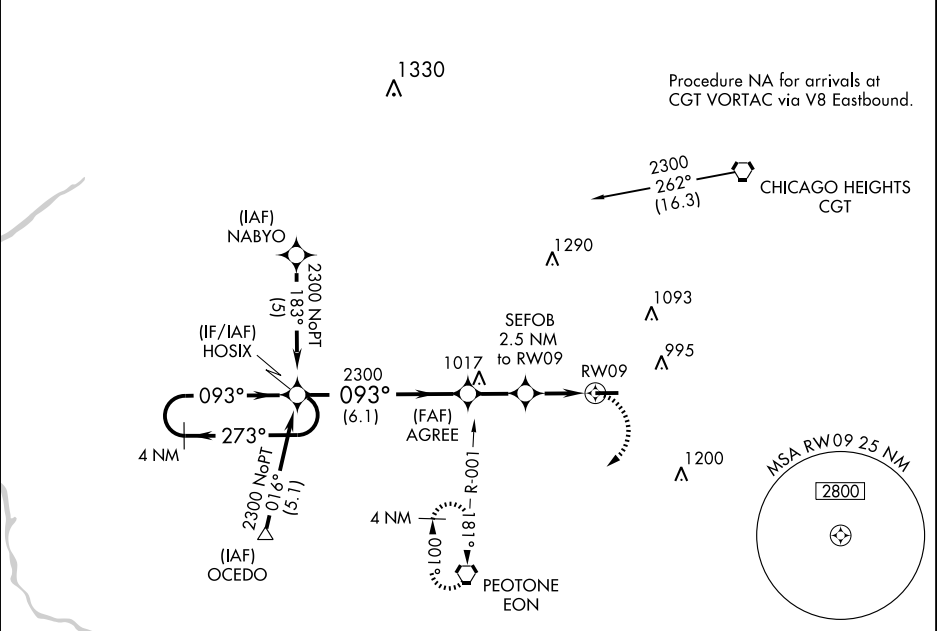 1330
Procedure NA for arrivals at
CGT VORTAC via V8 Eastbound.
2300
262°
(16.3)
CHICAGO HEIGHTS
CGT
(IAF)
NABYO
2300 NoPT
183°
(5)
1290
1093
SEFOB
2.5 NM
to RW09
995
(IF/IAF)
HOSIX
1017
RW09
2300
093°
(6.1)
093°
(FAF)
AGREE
273°
4 NM
2300 NoPT
016°
(5.1)
(IAF)
OCEDO
R-001
181°
4 NM
001°
PEOTONE
EON
1200
MSA RW09 25 NM
2800